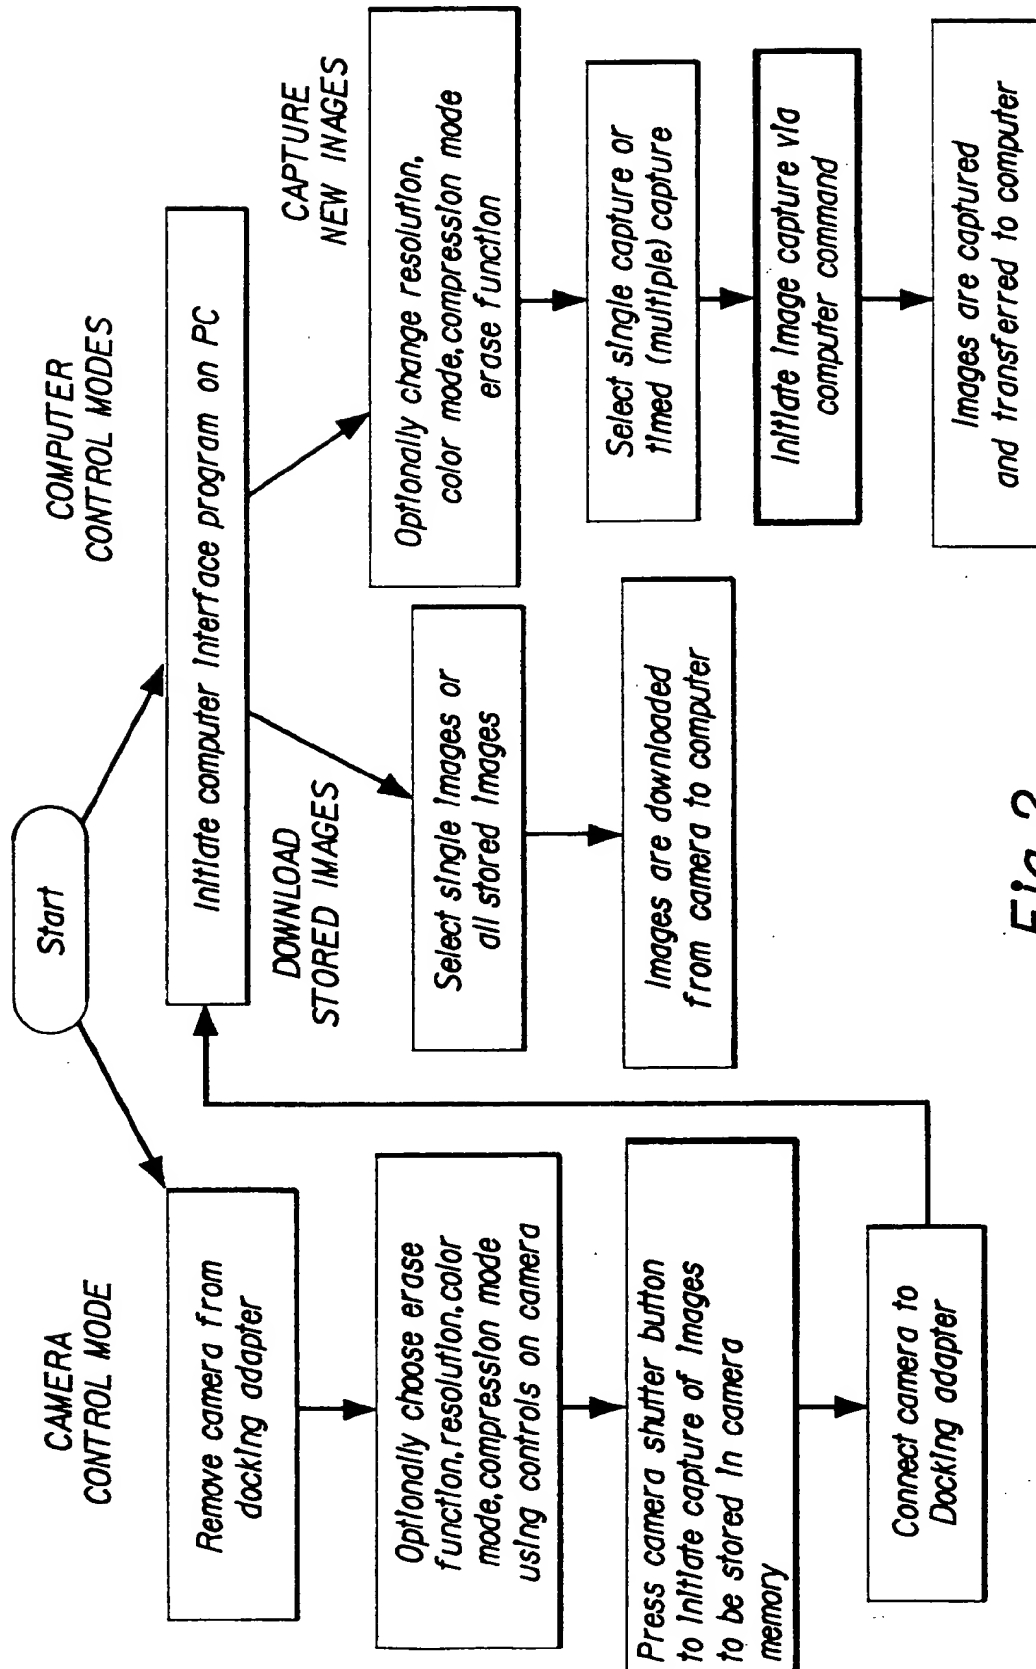 Start
CAMERA
CONTROL MODE
COMPUTER
CONTROL MODES
Remove camera from
docking adapter
Initiate computer interface program on PC
Optionally choose erase
function,resolution,color
mode,compression mode
using controls on camera
Press camera shutter button
to initiate capture of images
to be stored in camera
memory
Connect camera to
Docking adapter
DOWNLOAD
STORED IMAGES
Select single images or
all stored images
Images are downloaded
from camera to computer
CAPTURE
NEW INAGES
Optionally change resolution,
color mode,compression mode
erase function
Select single capture or
timed (multiple) capture
Initiate image capture via
computer command
Images are captured
and transferred to computer
Fig.2